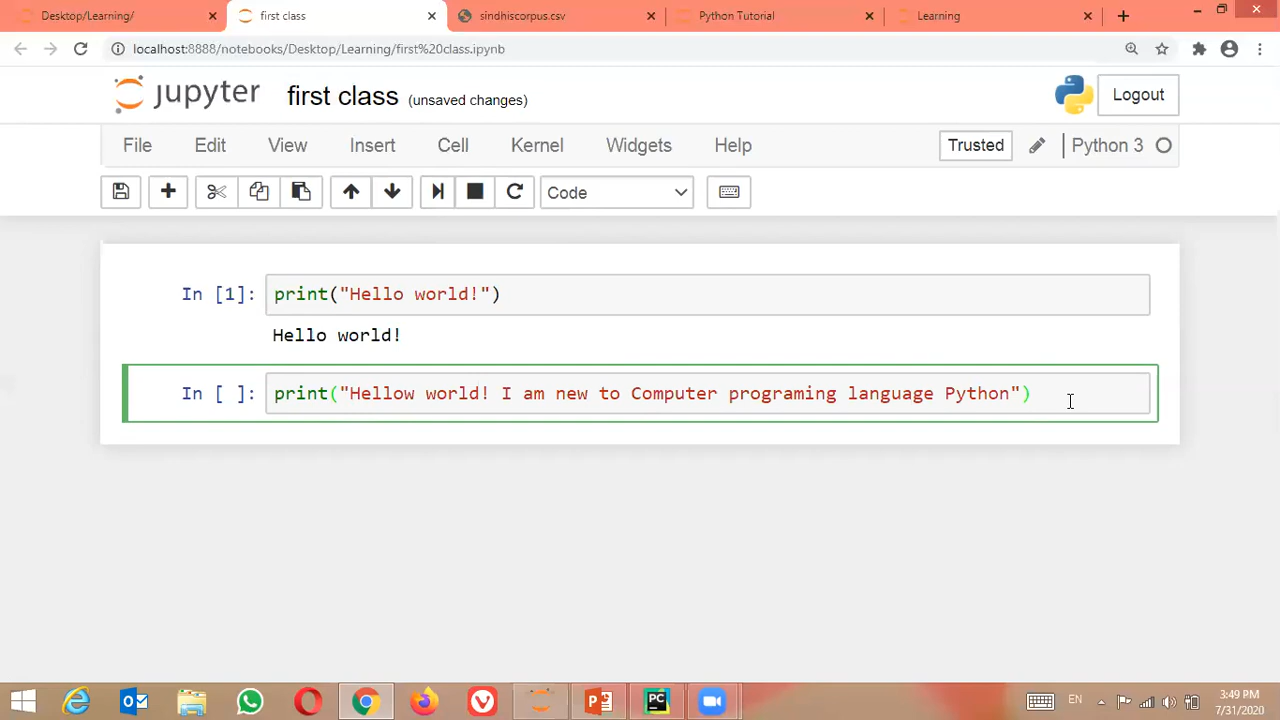 Desktop/Learning/ first class sindhiscorpus.csv Python Tutorial Learning
localhost:8888/notebooks/Desktop/Learning/first%20class.ipynb
jupyter first class (unsaved changes) Logout
File Edit View Insert Cell Kernel Widgets Help Trusted Python 3
Code
In [1]: print("Hello world!")
Hello world!
In [ ]: print("Hellow world! I am new to Computer programing language Python")
EN 3:49 PM
7/31/2020